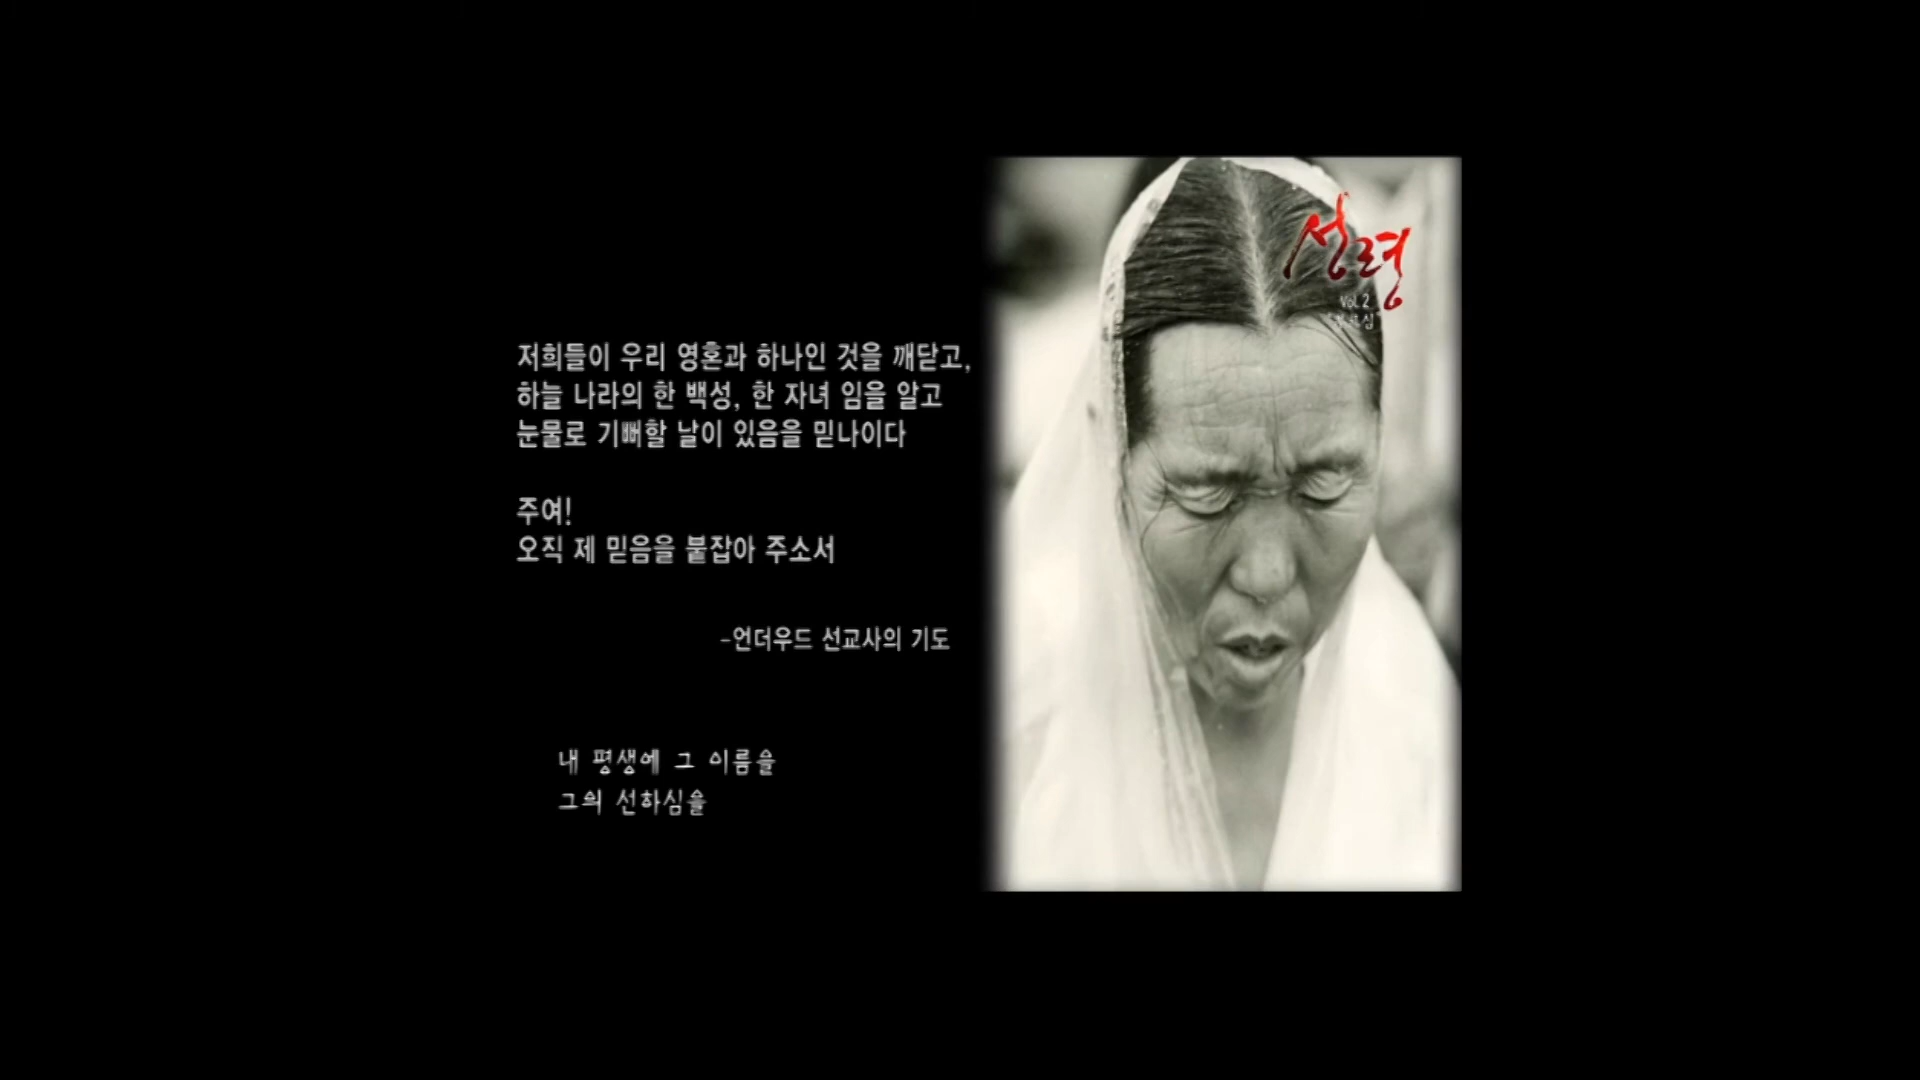 저희들이 우리 영혼과 하나인 것을 깨닫고,
하늘 나라의 한 백성, 한 자녀 임을 알고
눈물로 기뻐할 날이 있음을 믿나이다
주여!
오직 제 믿음을 붙잡아 주소서
-언더우드 선교사의 기도
내 평생에 그 이름을
그의 선하심을
성령
Vol. 2